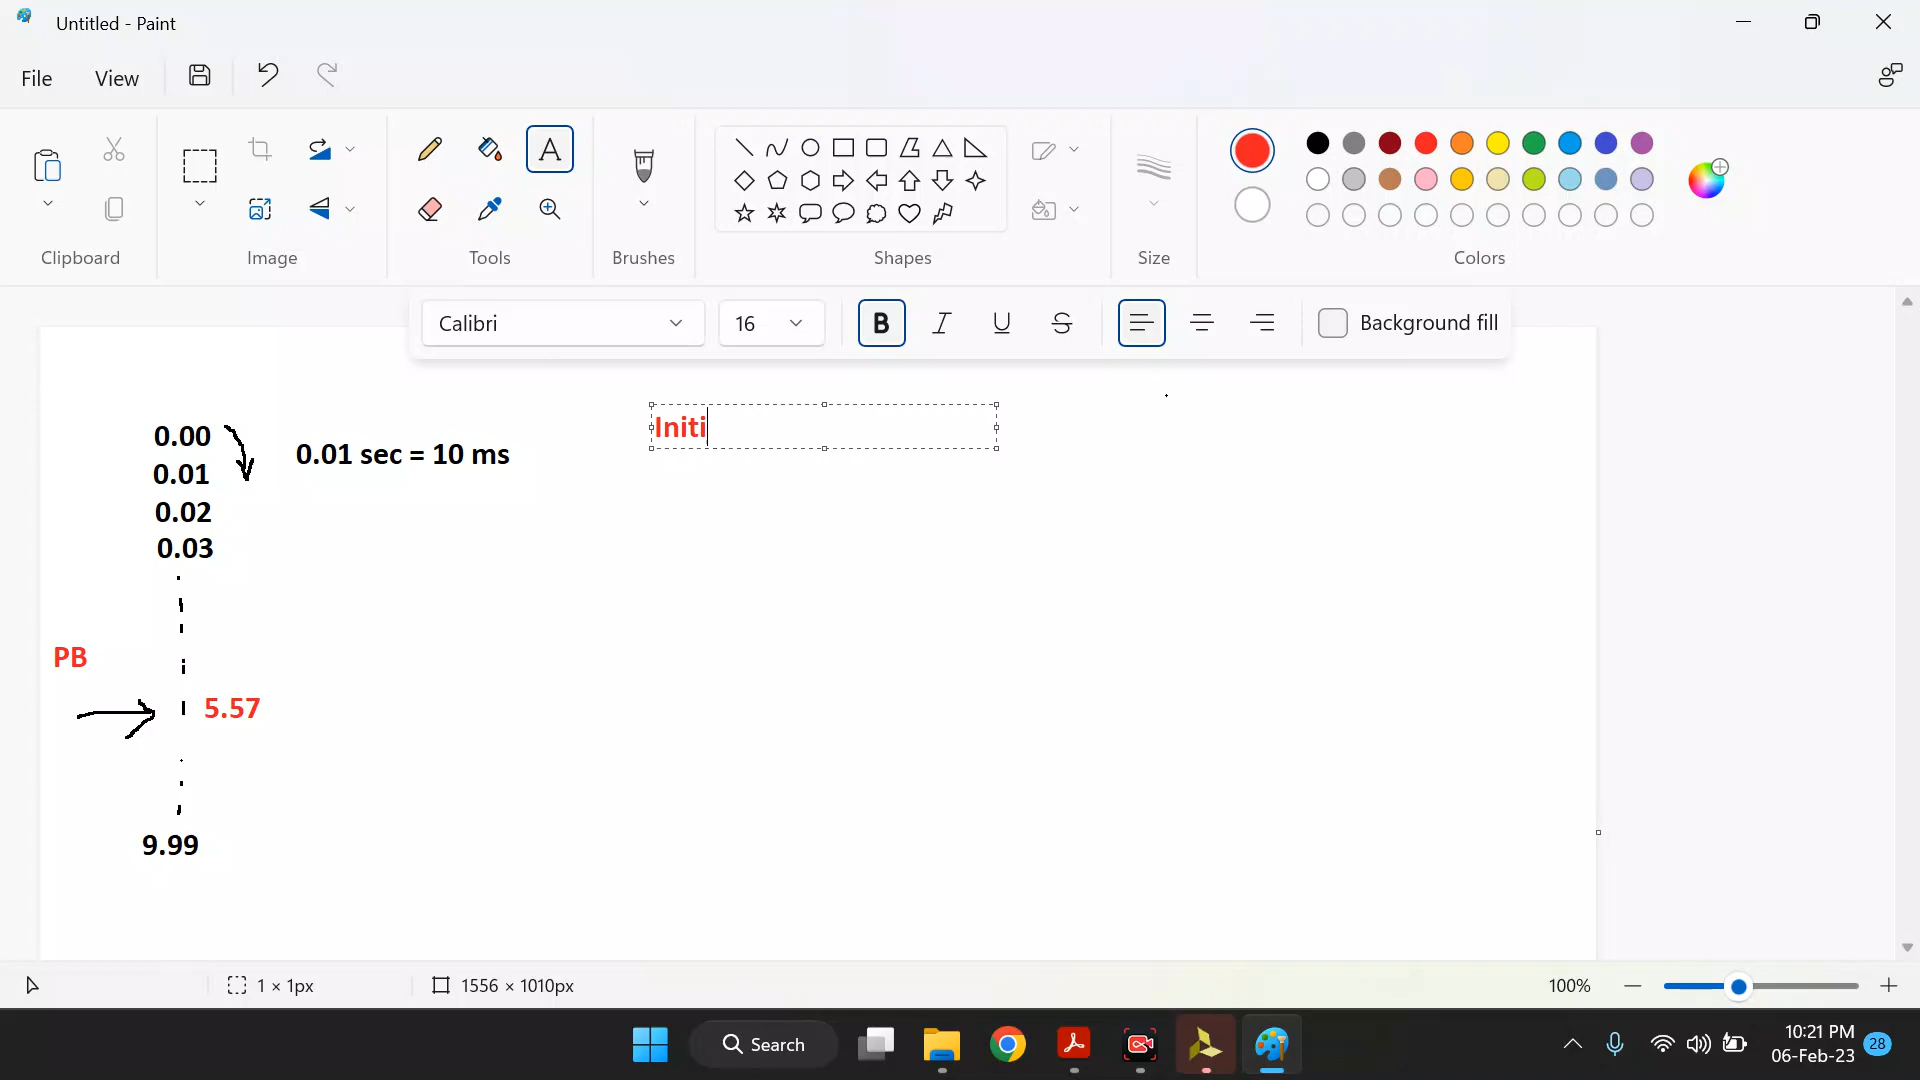 Untitled - Paint
File
View
Clipboard
Image
Tools
Brushes
Shapes
Size
Colors
Calibri
16
B
I
U
S
Background fill
0.00
0.01
0.02
0.03
0.01 sec = 10 ms
Initi
PB
5.57
9.99
1 × 1px
1556 × 1010px
100%
Search
10:21 PM
06-Feb-23
28